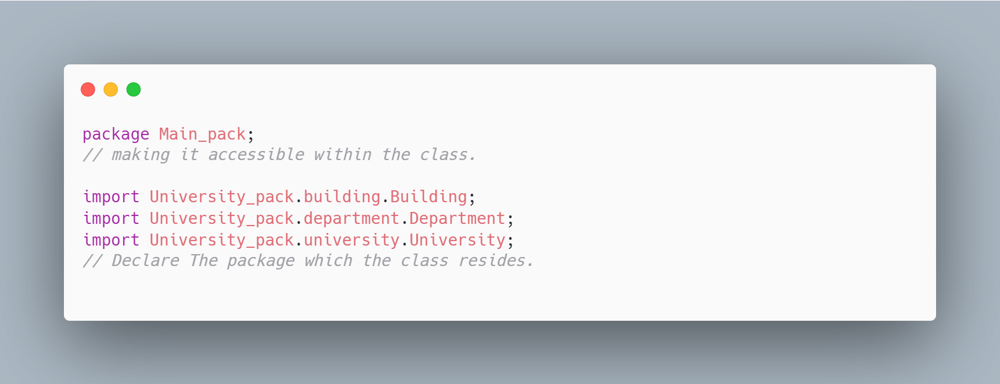 package Main_pack;
// making it accessible within the class.
import University_pack.building.Building;
import University_pack.department.Department;
import University_pack.university.University;
// Declare The package which the class resides.